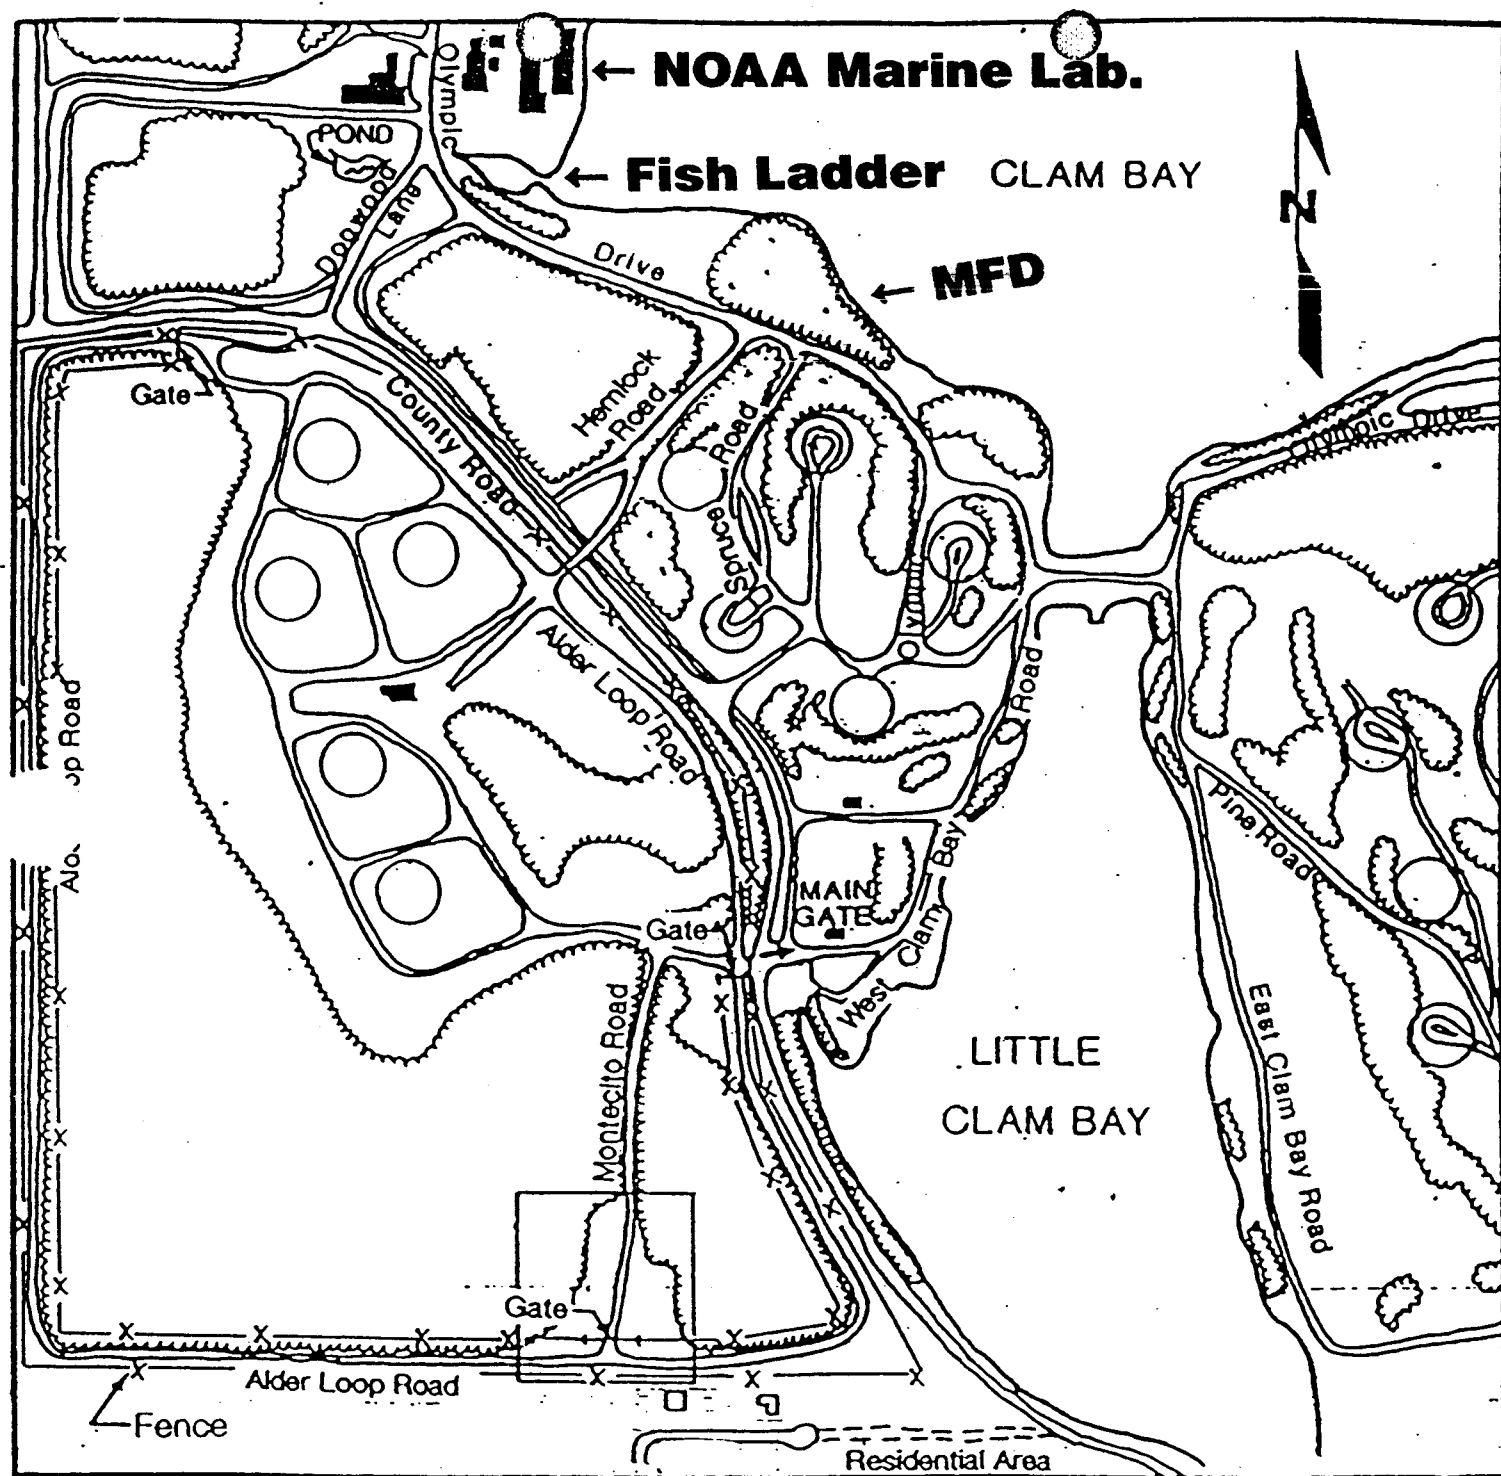 NOAA Marine Lab.
Olympic
POND
Fish Ladder
CLAM BAY
N
Dogwood
Lane
Drive
MFD
Gate
County Road
Hemlock
Road
Road
Spruce
Olympic Drive
Alder Loop Road
Road
Pine Road
MAIN
GATE
Gate
Bay
Clam
West
Montecito Road
LITTLE
CLAM BAY
East Clam Bay Road
Gate
Alder Loop Road
Fence
Residential Area